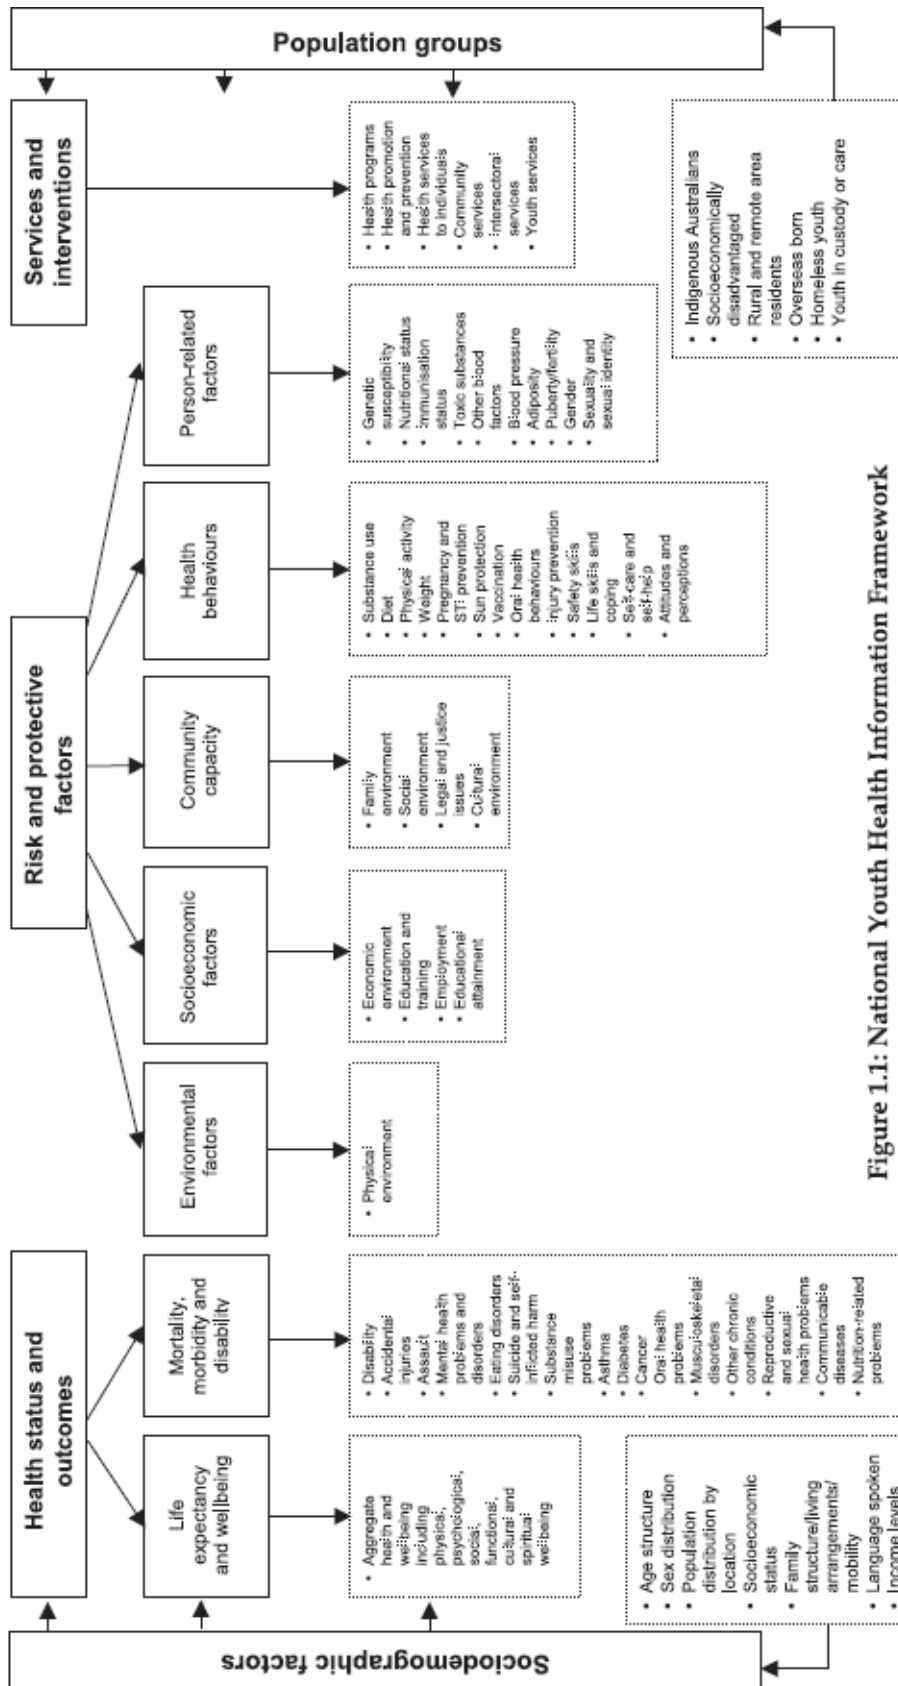 Population groups
Services and
interventions
Risk and protective
factors
Health status and
outcomes
Sociodemographic factors
Life
expectancy
and wellbeing
Mortality,
morbidity and
disability
Environmental
factors
Socioeconomic
factors
Community
capacity
Health
behaviours
Person-related
factors
• Aggregate
health and
wellbeing
including
physical,
psychological,
social,
functional,
cultural and
spiritual
wellbeing
• Disability
• Accidental
injuries
• Assault
• Mental health
problems and
disorders
• Eating disorders
• Suicide and self-
inflicted harm
• Substance
misuse
problems
• Asthma
• Diabetes
• Cancer
Oral health
problems
• Musculoskeletal
disorders
• Other chronic
conditions
• Reproductive
and sexual
health problems
• Communicable
diseases
• Nutrition-related
problems
• Physical
environment
• Economic
environment
• Education and
training
• Employment
• Educational
attainment
• Family
environment
• Social
environment
• Legal and justice
issues
• Cultural
environment
• Substance use
• Diet
• Physical activity
• Weight
• Pregnancy and
STI prevention
• Sun protection
• Vaccination
• Oral health
behaviours
• Injury prevention
• Safety skills
• Life skills and
coping
• Self-care and
self-help
• Attitudes and
perceptions
• Genetic
susceptibility
• Nutritional status
• Immunisation
status
• Toxic substances
• Other blood
factors
• Blood pressure
• Adiposity
• Puberty/fertility
• Gender
• Sexuality and
sexual identity
• Health programs
• Health promotion
and prevention
• Health services
to individuals
• Community
services
• Intersectoral
services
• Youth services
• Age structure
• Sex distribution
• Population
distribution by
location
• Socioeconomic
status
• Family
structure/living
arrangements/
mobility
• Language spoken
• Income levels
• Indigenous Australians
• Socioeconomically
disadvantaged
• Rural and remote area
residents
• Overseas born
• Homeless youth
• Youth in custody or care
Figure 1.1: National Youth Health Information Framework